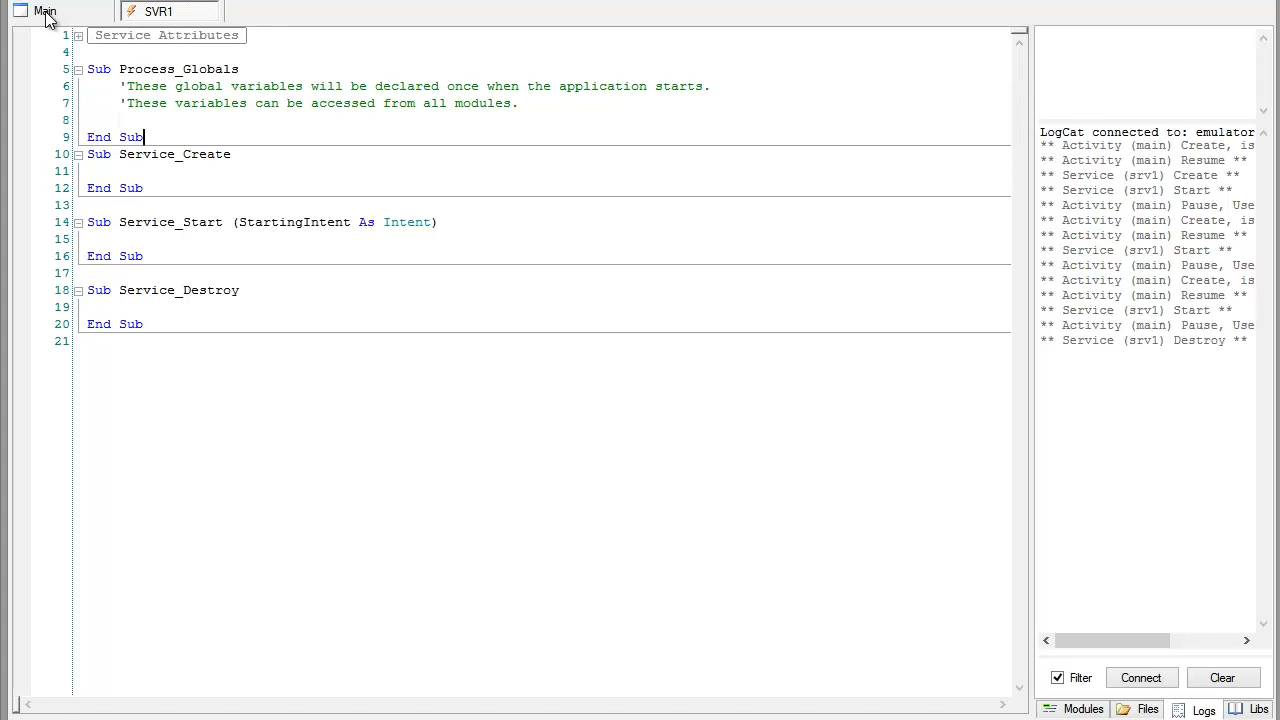 Main
SVR1
1 Service Attributes
4
5 Sub Process_Globals
6 'These global variables will be declared once when the application starts.
7 'These variables can be accessed from all modules.
8
9 End Sub
10 Sub Service_Create
11
12 End Sub
13
14 Sub Service_Start (StartingIntent As Intent)
15
16 End Sub
17
18 Sub Service_Destroy
19
20 End Sub
21
LogCat connected to: emulator
** Activity (main) Create, is
** Activity (main) Resume **
** Service (srv1) Create **
** Service (srv1) Start **
** Activity (main) Pause, Use
** Activity (main) Create, is
** Activity (main) Resume **
** Service (srv1) Start **
** Activity (main) Pause, Use
** Activity (main) Create, is
** Activity (main) Resume **
** Service (srv1) Start **
** Activity (main) Pause, Use
** Service (srv1) Destroy **
Filter Connect Clear
Modules Files Logs Libs